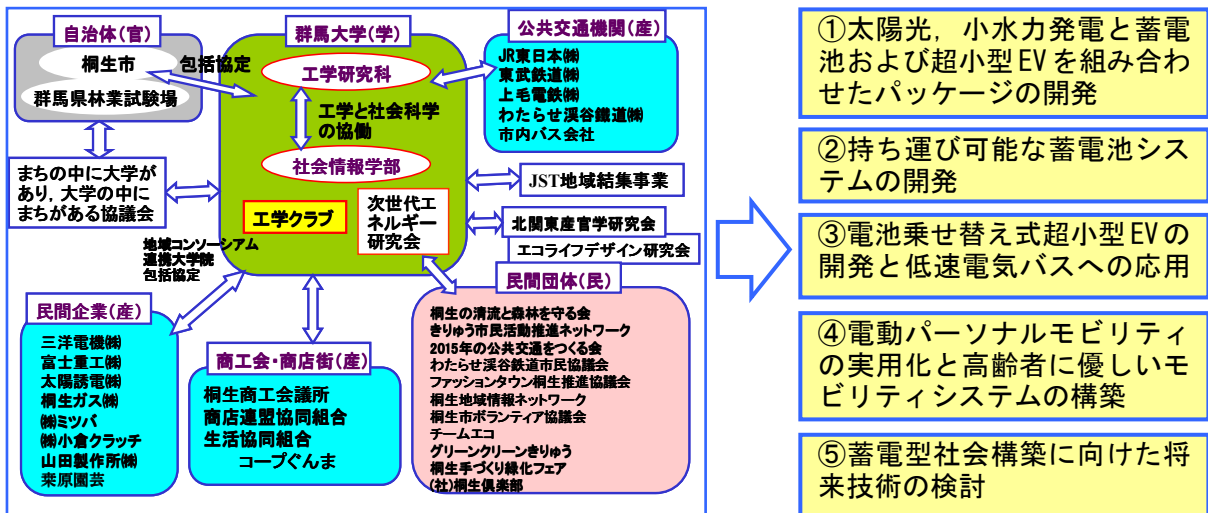 自治体(官)
桐生市
群馬県林業試験場
包括協定
まちの中に大学が
あり,大学の中に
まちがある協議会
群馬大学(学)
工学研究科
工学と社会科学
の協働
社会情報学部
工学クラブ
次世代エ
ネルギー
研究会
公共交通機関(産)
JR東日本㈱
東武鉄道㈱
上毛電鉄㈱
わたらせ渓谷鐵道㈱
市内バス会社
JST地域結集事業
北関東産官学研究会
エコライフデザイン研究会
地域コンソーシアム
連携大学院
包括協定
民間企業(産)
三洋電機㈱
富士重工㈱
太陽誘電㈱
桐生ガス㈱
㈱ミツバ
㈱小倉クラッチ
山田製作所㈱
栾原園芸
商工会・商店街(産)
桐生商工会議所
商店連盟協同組合
生活協同組合
コープぐんま
民間団体(民)
桐生の清流と森林を守る会
きりゅう市民活動推進ネットワーク
2015年の公共交通をつくる会
わたらせ渓谷鉄道市民協議会
ファッションタウン桐生推進協議会
桐生地域情報ネットワーク
桐生市ボランティア協議会
チームエコ
グリーンクリーンきりゅう
桐生手づくり緑化フェア
(社)桐生倶楽部
①太陽光,小水力発電と蓄電
池および超小型EVを組み合わ
せたパッケージの開発
②持ち運び可能な蓄電池シス
テムの開発
③電池乗せ替え式超小型EVの
開発と低速電気バスへの応用
④電動パーソナルモビリティ
の実用化と高齢者に優しいモ
ビリティシステムの構築
⑤蓄電型社会構築に向けた将
来技術の検討